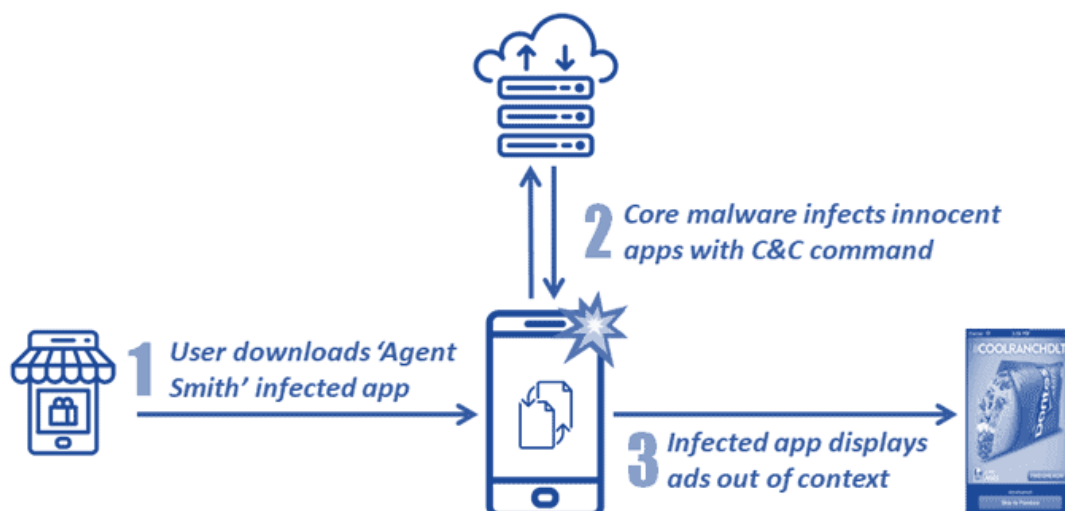 2 Core malware infects innocent
apps with C&C command
1 User downloads ‘Agent
Smith’ infected app
3 Infected app displays
ads out of context
#COOLRANCHDLT
Doritos